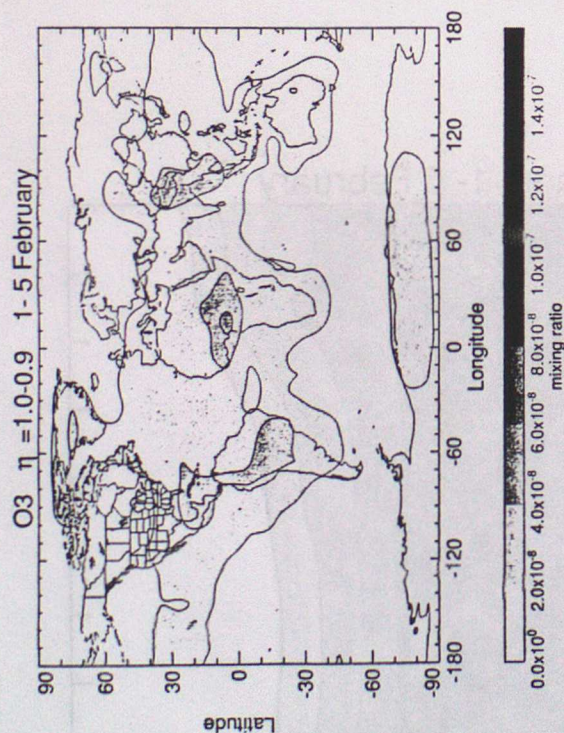 O3 η =1.0-0.9 1- 5 February
90
60
30
0
-30
-60
-90
Latitude
-180 -120 -60 0 60 120 180
Longitude
0.0x10⁰ 2.0x10⁻⁸ 4.0x10⁻⁸ 6.0x10⁻⁸ 8.0x10⁻⁸ 1.0x10⁻⁷ 1.2x10⁻⁷ 1.4x10⁻⁷
mixing ratio